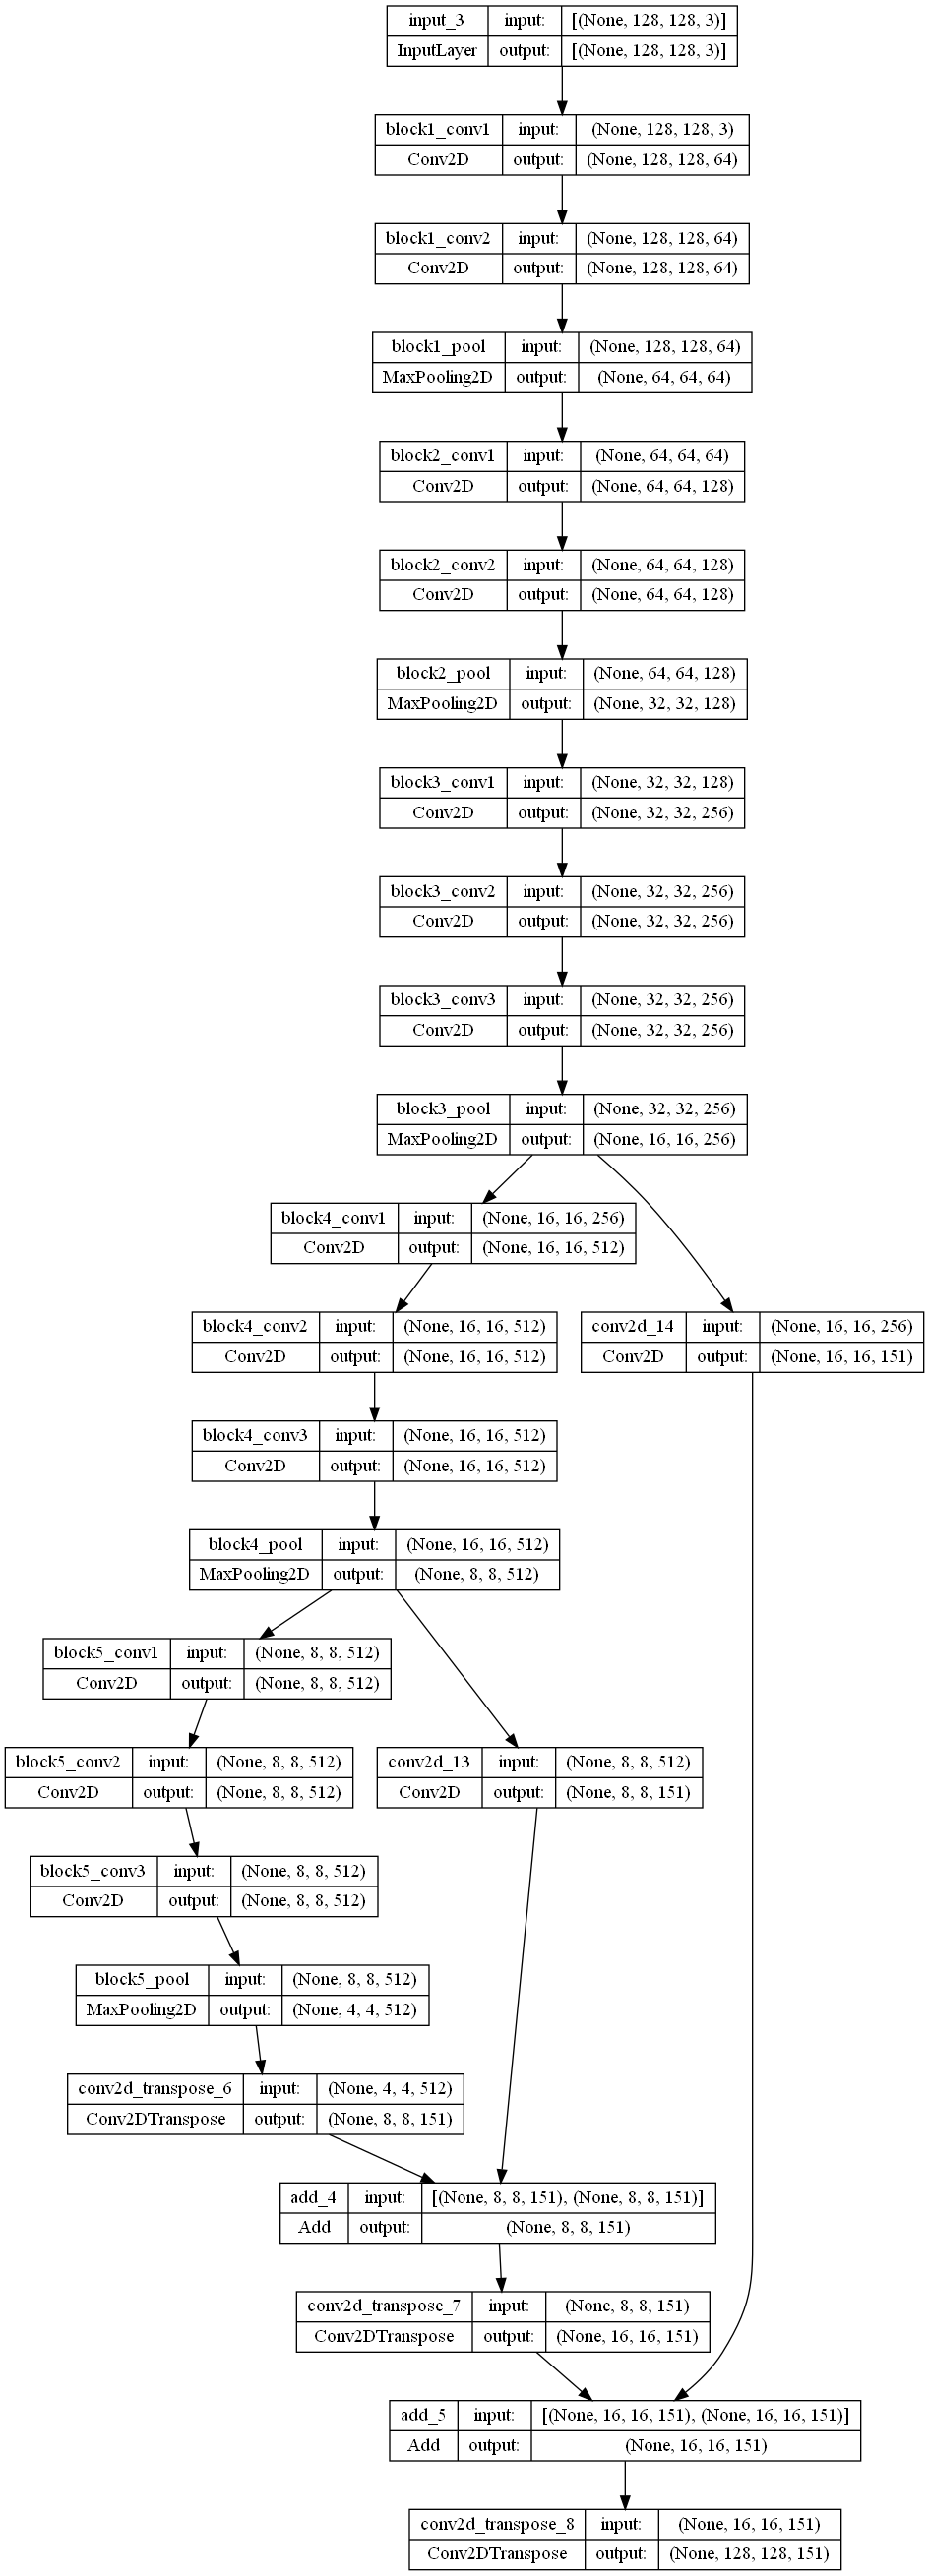 input_3 input: [(None, 128, 128, 3)]
InputLayer output: [(None, 128, 128, 3)]
block1_conv1 input: (None, 128, 128, 3)
Conv2D output: (None, 128, 128, 64)
block1_conv2 input: (None, 128, 128, 64)
Conv2D output: (None, 128, 128, 64)
block1_pool input: (None, 128, 128, 64)
MaxPooling2D output: (None, 64, 64, 64)
block2_conv1 input: (None, 64, 64, 64)
Conv2D output: (None, 64, 64, 128)
block2_conv2 input: (None, 64, 64, 128)
Conv2D output: (None, 64, 64, 128)
block2_pool input: (None, 64, 64, 128)
MaxPooling2D output: (None, 32, 32, 128)
block3_conv1 input: (None, 32, 32, 128)
Conv2D output: (None, 32, 32, 256)
block3_conv2 input: (None, 32, 32, 256)
Conv2D output: (None, 32, 32, 256)
block3_conv3 input: (None, 32, 32, 256)
Conv2D output: (None, 32, 32, 256)
block3_pool input: (None, 32, 32, 256)
MaxPooling2D output: (None, 16, 16, 256)
block4_conv1 input: (None, 16, 16, 256)
Conv2D output: (None, 16, 16, 512)
block4_conv2 input: (None, 16, 16, 512)
Conv2D output: (None, 16, 16, 512)
conv2d_14 input: (None, 16, 16, 256)
Conv2D output: (None, 16, 16, 151)
block4_conv3 input: (None, 16, 16, 512)
Conv2D output: (None, 16, 16, 512)
block4_pool input: (None, 16, 16, 512)
MaxPooling2D output: (None, 8, 8, 512)
block5_conv1 input: (None, 8, 8, 512)
Conv2D output: (None, 8, 8, 512)
block5_conv2 input: (None, 8, 8, 512)
Conv2D output: (None, 8, 8, 512)
conv2d_13 input: (None, 8, 8, 512)
Conv2D output: (None, 8, 8, 151)
block5_conv3 input: (None, 8, 8, 512)
Conv2D output: (None, 8, 8, 512)
block5_pool input: (None, 8, 8, 512)
MaxPooling2D output: (None, 4, 4, 512)
conv2d_transpose_6 input: (None, 4, 4, 512)
Conv2DTranspose output: (None, 8, 8, 151)
add_4 input: [(None, 8, 8, 151), (None, 8, 8, 151)]
Add output: (None, 8, 8, 151)
conv2d_transpose_7 input: (None, 8, 8, 151)
Conv2DTranspose output: (None, 16, 16, 151)
add_5 input: [(None, 16, 16, 151), (None, 16, 16, 151)]
Add output: (None, 16, 16, 151)
conv2d_transpose_8 input: (None, 16, 16, 151)
Conv2DTranspose output: (None, 128, 128, 151)